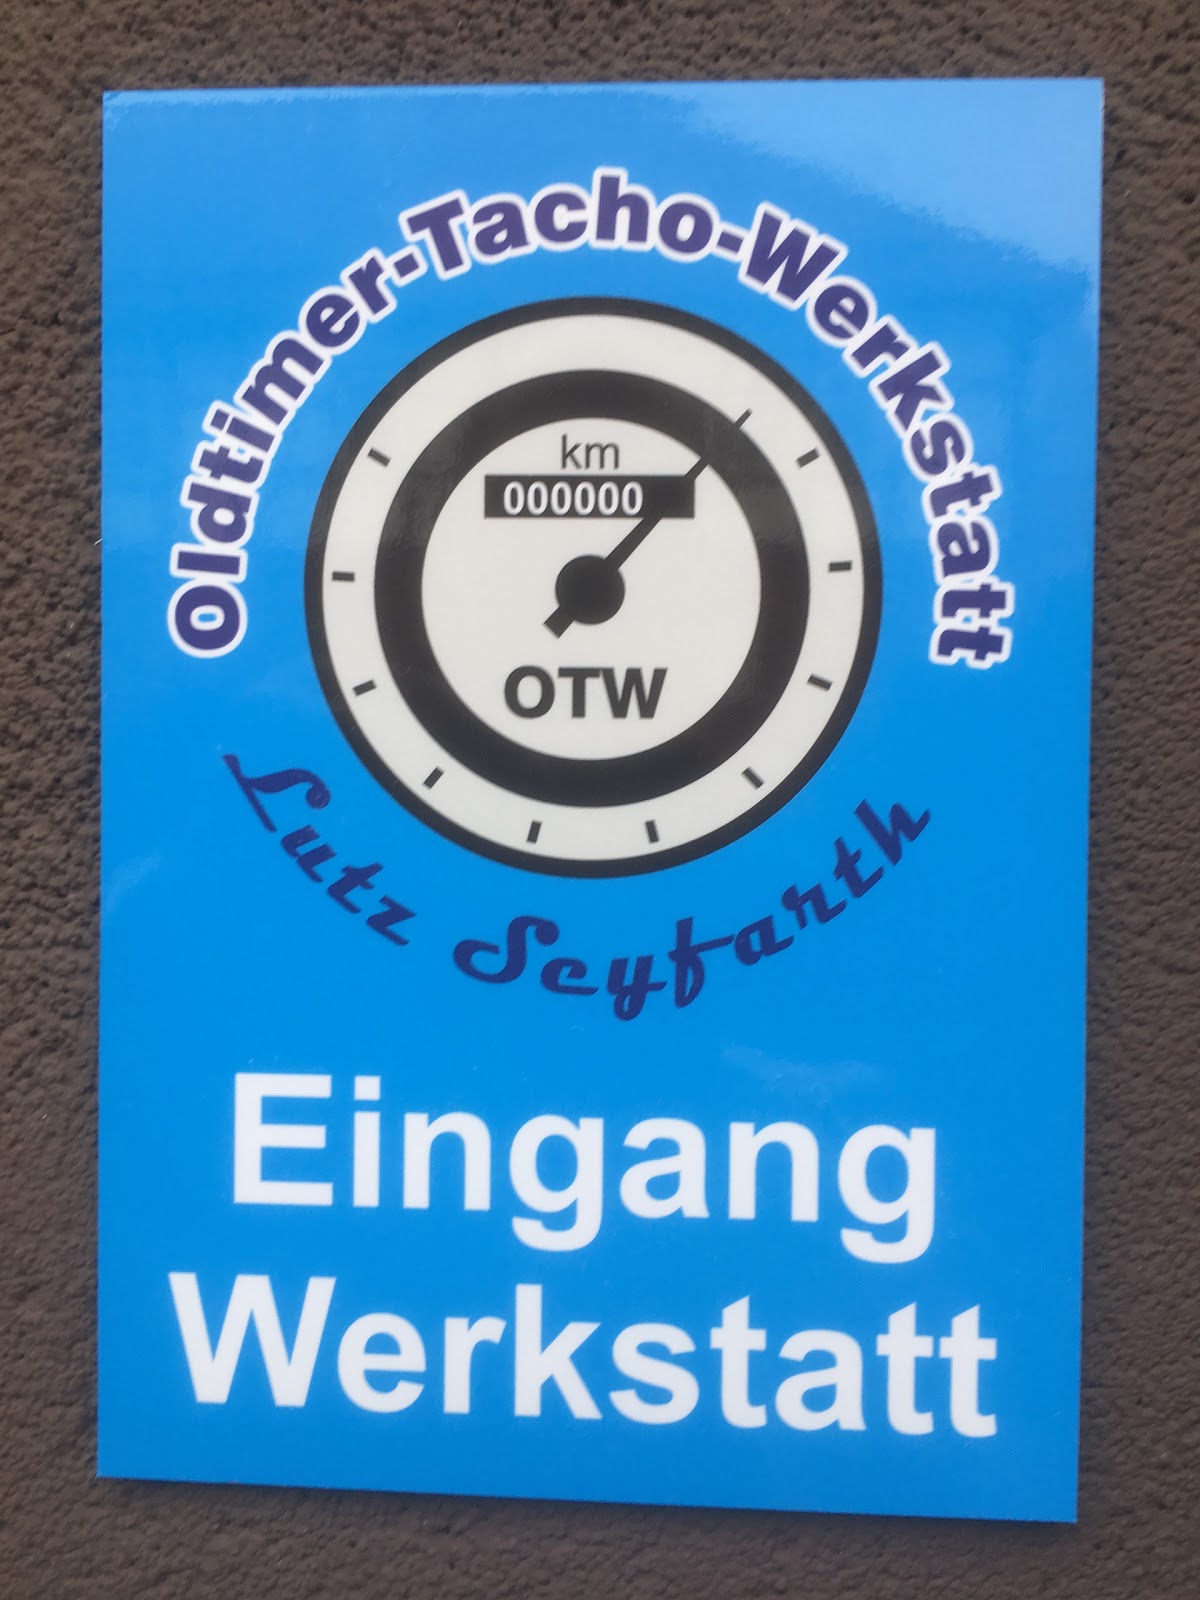 Oldtimer-Tacho-Werkstatt
km
000000
OTW
Lutz Seyfarth
Eingang
Werkstatt